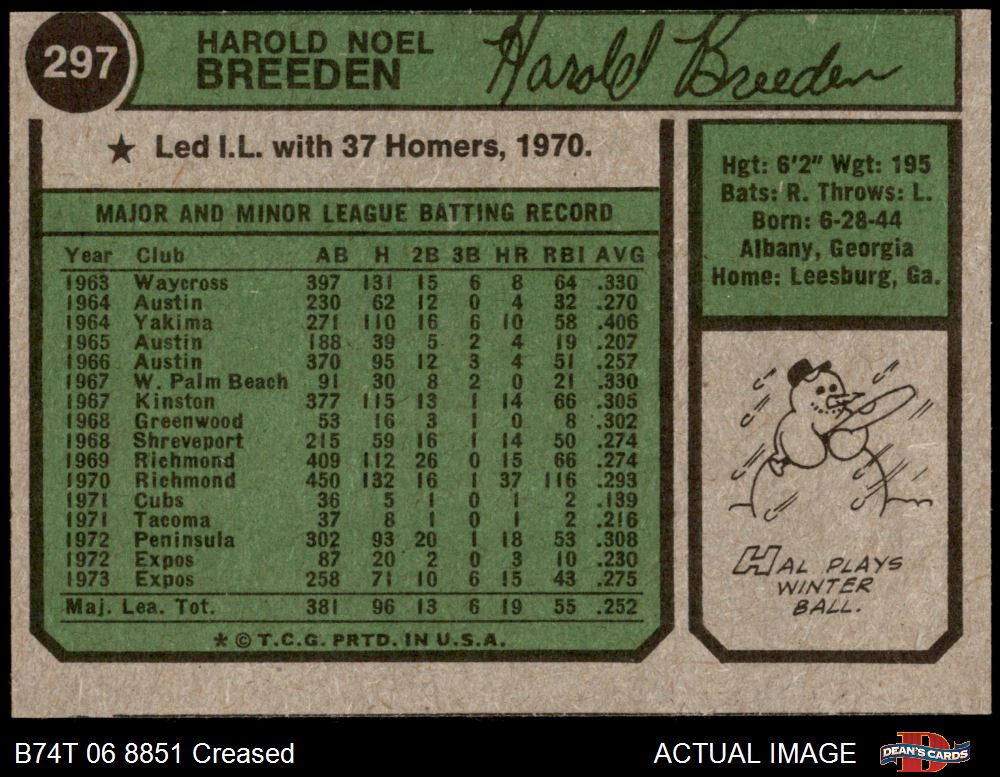 297
HAROLD NOEL
BREEDEN
Harold Breeden
★ Led I.L. with 37 Homers, 1970.
MAJOR AND MINOR LEAGUE BATTING RECORD
Year Club AB H 2B 3B HR RBI AVG
1963 Waycross 397 131 15 6 8 64 .330
1964 Austin 230 62 12 0 4 32 .270
1964 Yakima 271 110 16 6 10 58 .406
1965 Austin 188 39 5 2 4 19 .207
1966 Austin 370 95 12 3 4 51 .257
1967 W. Palm Beach 91 30 8 2 0 21 .330
1967 Kinston 377 115 13 1 14 66 .305
1968 Greenwood 53 16 3 1 0 8 .302
1968 Shreveport 215 59 16 1 14 50 .274
1969 Richmond 409 112 26 0 15 66 .274
1970 Richmond 450 132 16 1 37 116 .293
1971 Cubs 36 5 1 0 1 2 .139
1971 Tacoma 37 8 1 0 1 2 .216
1972 Peninsula 302 93 20 1 18 53 .308
1972 Expos 87 20 2 0 3 10 .230
1973 Expos 258 71 10 6 15 43 .275
Maj. Lea. Tot. 381 96 13 6 19 55 .252
* © T.C.G. PRTD. IN U.S.A.
Hgt: 6'2" Wgt: 195
Bats: R. Throws: L.
Born: 6-28-44
Albany, Georgia
Home: Leesburg, Ga.
HAL PLAYS
WINTER
BALL.
B74T 06 8851 Creased
ACTUAL IMAGE
DEAN'S CARDS